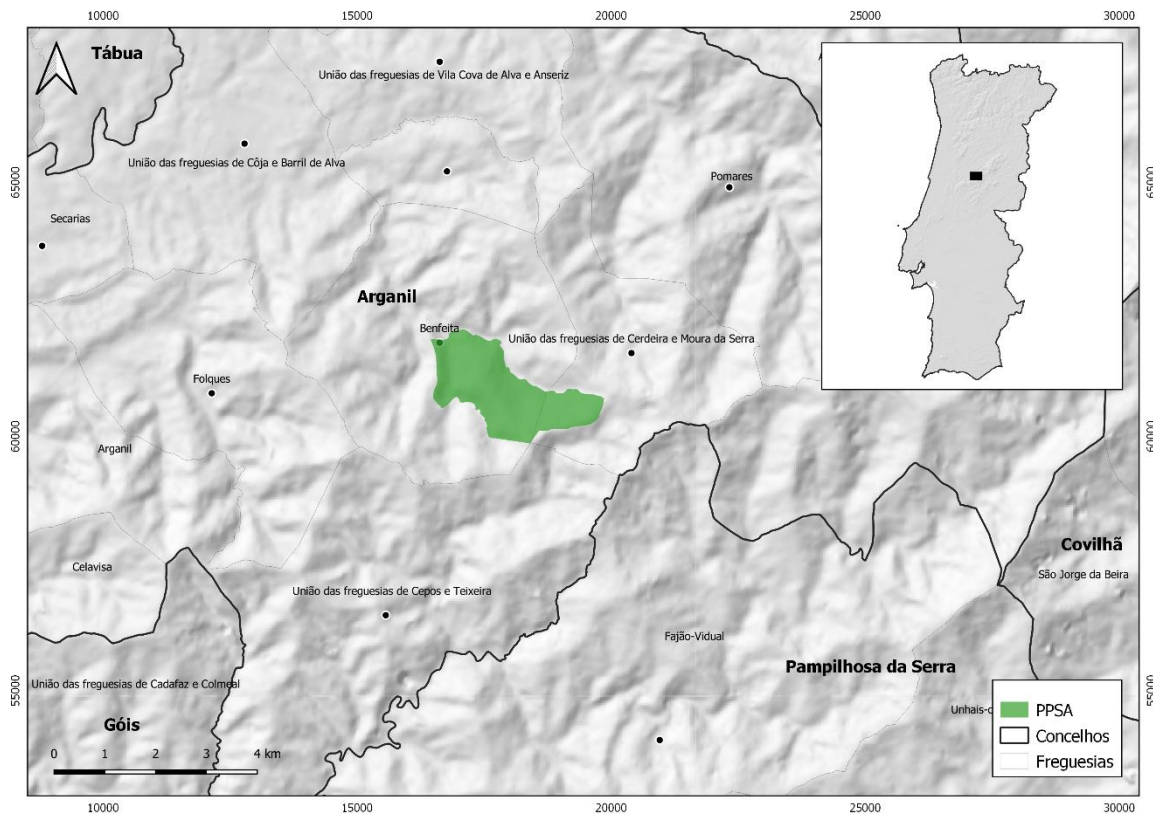 10000 15000 20000 25000 30000
Tábua
União das freguesias de Vila Cova de Alva e Anseriz
União das freguesias de Côja e Barril de Alva
65000 65000
Pomares
Secarias
Arganil
Benfeita
União das freguesias de Cerdeira e Moura da Serra
Folques
60000 60000
Arganil
Covilhã
Celavisa
São Jorge da Beira
União das freguesias de Cepos e Teixeira
Fajão-Vidual
Pampilhosa da Serra
União das freguesias de Cadafaz e Colmeal
55000 55000
Unhais-
Góis
PPSA
Concelhos
Freguesias
0 1 2 3 4 km
10000 15000 20000 25000 30000